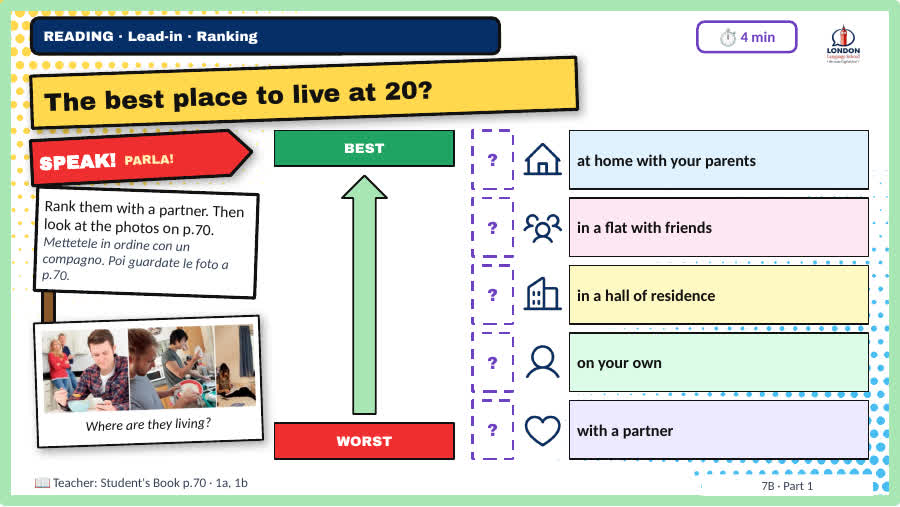 READING · Lead-in · Ranking
⏱️ 4 min
LONDON
Language School
The best place to live at 20?
SPEAK! PARLA!
Rank them with a partner. Then
look at the photos on p.70.
Mettetele in ordine con un
compagno. Poi guardate le foto a
p.70.
Where are they living?
BEST
WORST
?
at home with your parents
?
in a flat with friends
?
in a hall of residence
?
on your own
?
with a partner
📖 Teacher: Student's Book p.70 · 1a, 1b
7B · Part 1